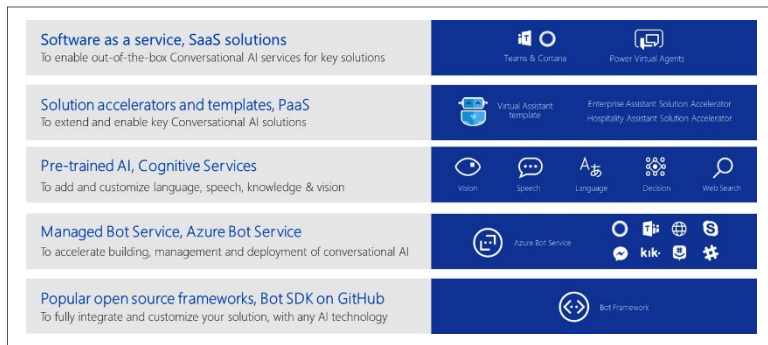 Software as a service, SaaS solutions
To enable out-of-the-box Conversational AI services for key solutions
Teams & Cortana
Power Virtual Agents
Solution accelerators and templates, PaaS
To extend and enable key Conversational AI solutions
Virtual Assistant
template
Enterprise Assistant Solution Accelerator
Hospitality Assistant Solution Accelerator
Pre-trained AI, Cognitive Services
To add and customize language, speech, knowledge & vision
Vision
Speech
Language
Decision
Web Search
Managed Bot Service, Azure Bot Service
To accelerate building, management and deployment of conversational AI
Azure Bot Service
kik·
Popular open source frameworks, Bot SDK on GitHub
To fully integrate and customize your solution, with any AI technology
Bot Framework